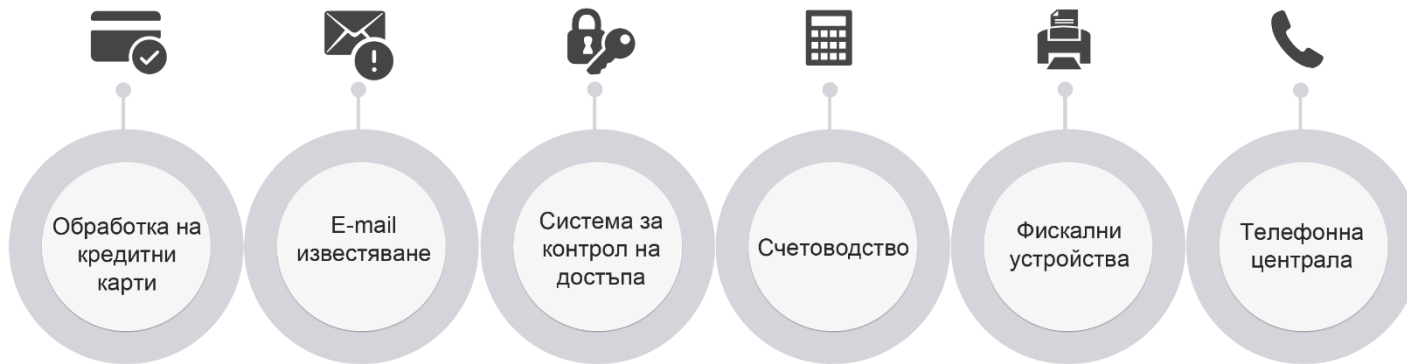 Обработка на
кредитни
карти
E-mail
известяване
Система за
контрол на
достъпа
Счетоводство
Фискални
устройства
Телефонна
централа